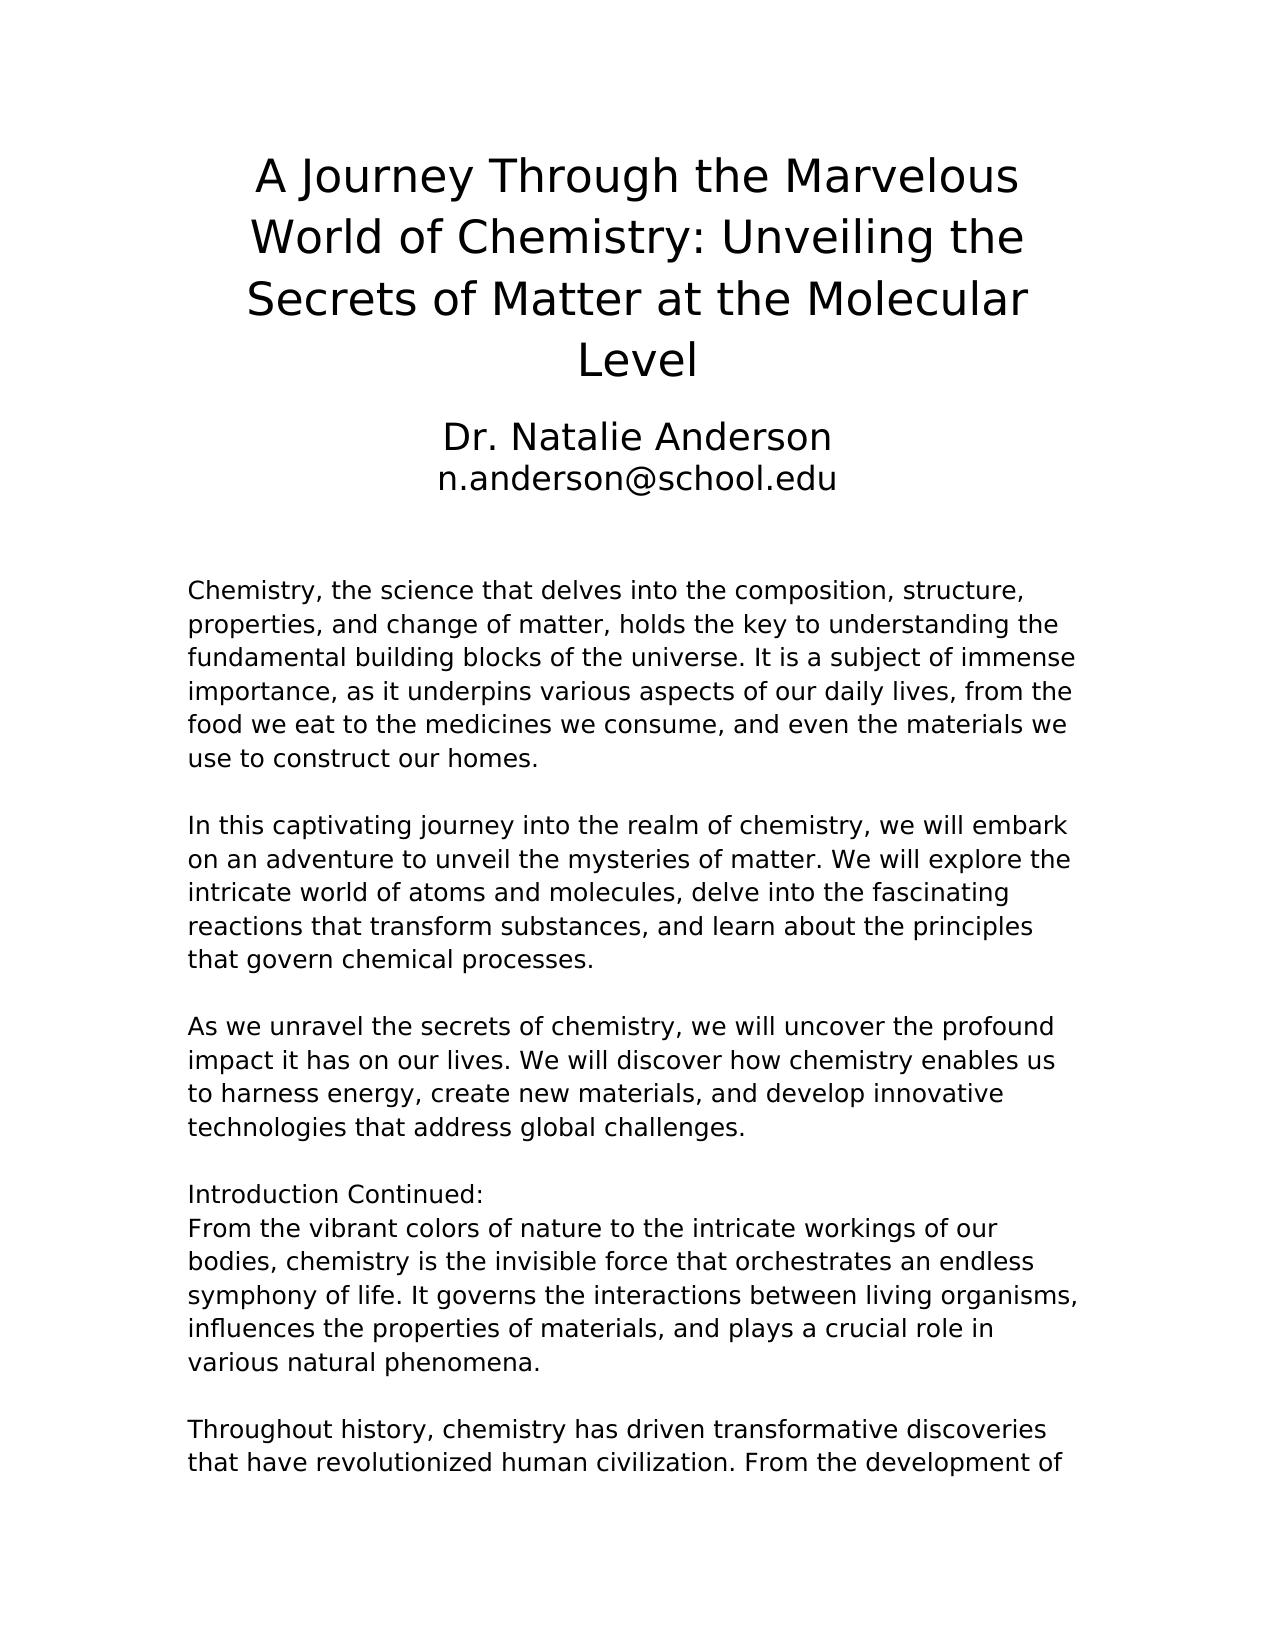 A Journey Through the Marvelous
World of Chemistry: Unveiling the
Secrets of Matter at the Molecular
Level
Dr. Natalie Anderson
n.anderson@school.edu
Chemistry, the science that delves into the composition, structure,
properties, and change of matter, holds the key to understanding the
fundamental building blocks of the universe. It is a subject of immense
importance, as it underpins various aspects of our daily lives, from the
food we eat to the medicines we consume, and even the materials we
use to construct our homes.
In this captivating journey into the realm of chemistry, we will embark
on an adventure to unveil the mysteries of matter. We will explore the
intricate world of atoms and molecules, delve into the fascinating
reactions that transform substances, and learn about the principles
that govern chemical processes.
As we unravel the secrets of chemistry, we will uncover the profound
impact it has on our lives. We will discover how chemistry enables us
to harness energy, create new materials, and develop innovative
technologies that address global challenges.
Introduction Continued:
From the vibrant colors of nature to the intricate workings of our
bodies, chemistry is the invisible force that orchestrates an endless
symphony of life. It governs the interactions between living organisms,
influences the properties of materials, and plays a crucial role in
various natural phenomena.
Throughout history, chemistry has driven transformative discoveries
that have revolutionized human civilization. From the development of